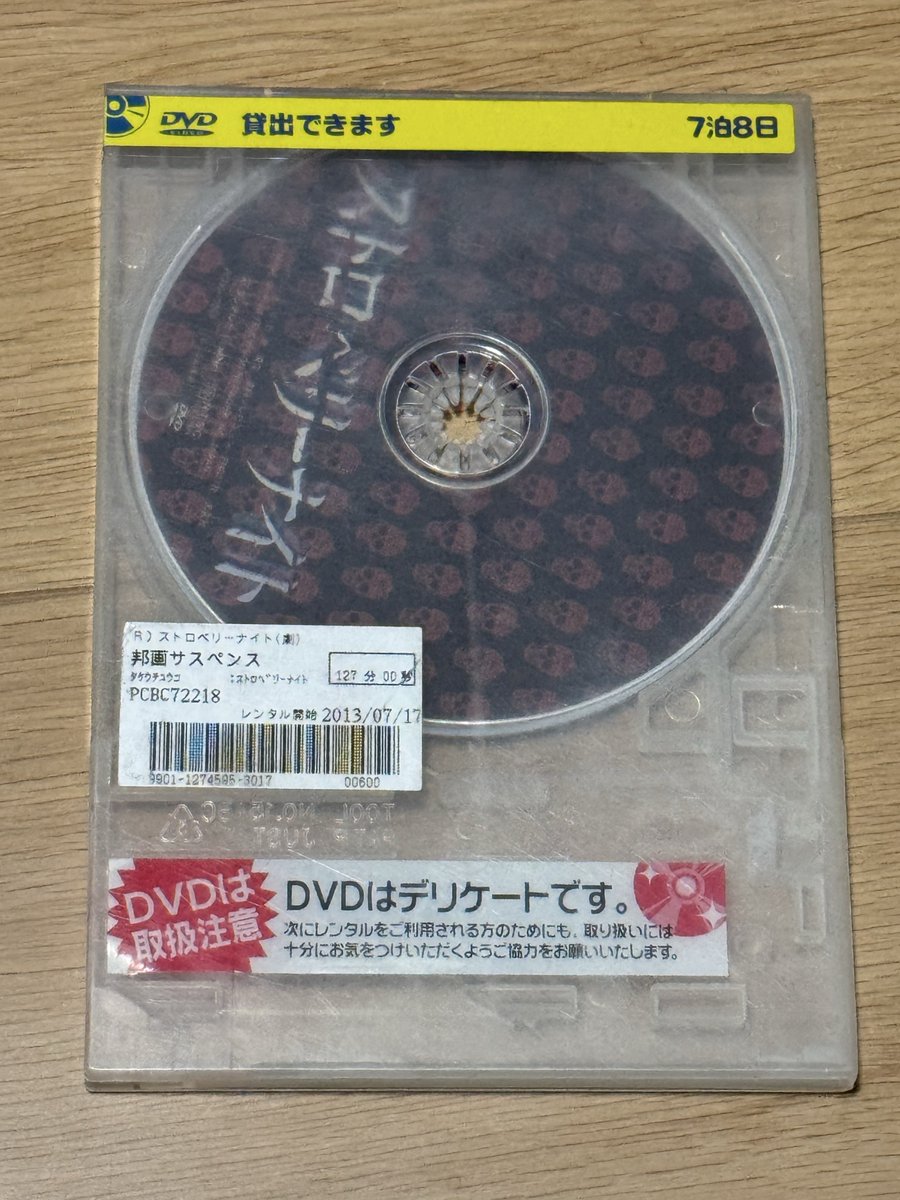 DVD
VIDEO
貸出できます
7泊8日
ストロベリーナイト
R）ストロベリーナイト(劇)
邦画サスペンス
127 分 00 秒
タケウチユウコ :ストロベリーナイト
PCBC72218
レンタル開始 2013/07/17
9901-1274595-3017 00600
DVDは
取扱注意
DVDはデリケートです。
次にレンタルをご利用される方のためにも、取り扱いには
十分にお気をつけいただくようご協力をお願いいたします。